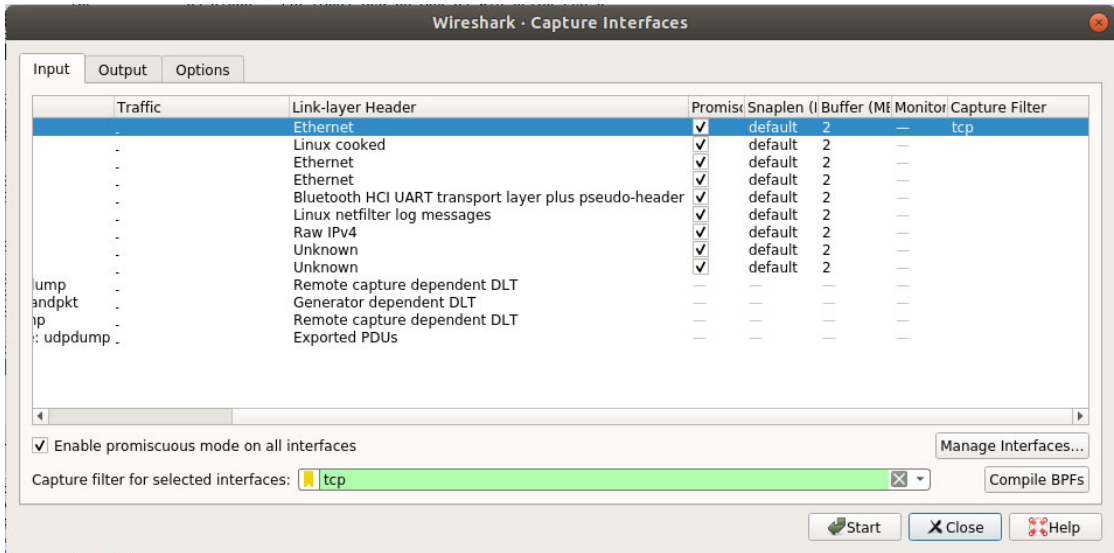 Wireshark · Capture Interfaces
Input Output Options
Traffic Link-layer Header Promisc Snaplen ( Buffer (ME Monitor Capture Filter
- Ethernet default 2 — tcp
- Linux cooked default 2 —
- Ethernet default 2 —
- Ethernet default 2 —
- Bluetooth HCI UART transport layer plus pseudo-header default 2 —
- Linux netfilter log messages default 2 —
- Raw IPv4 default 2 —
- Unknown default 2 —
- Unknown default 2 —
lump - Remote capture dependent DLT — — — —
andpkt - Generator dependent DLT — — — —
np - Remote capture dependent DLT — — — —
: udpdump - Exported PDUs — — — —
Enable promiscuous mode on all interfaces Manage Interfaces...
Capture filter for selected interfaces: tcp Compile BPFs
Start Close Help